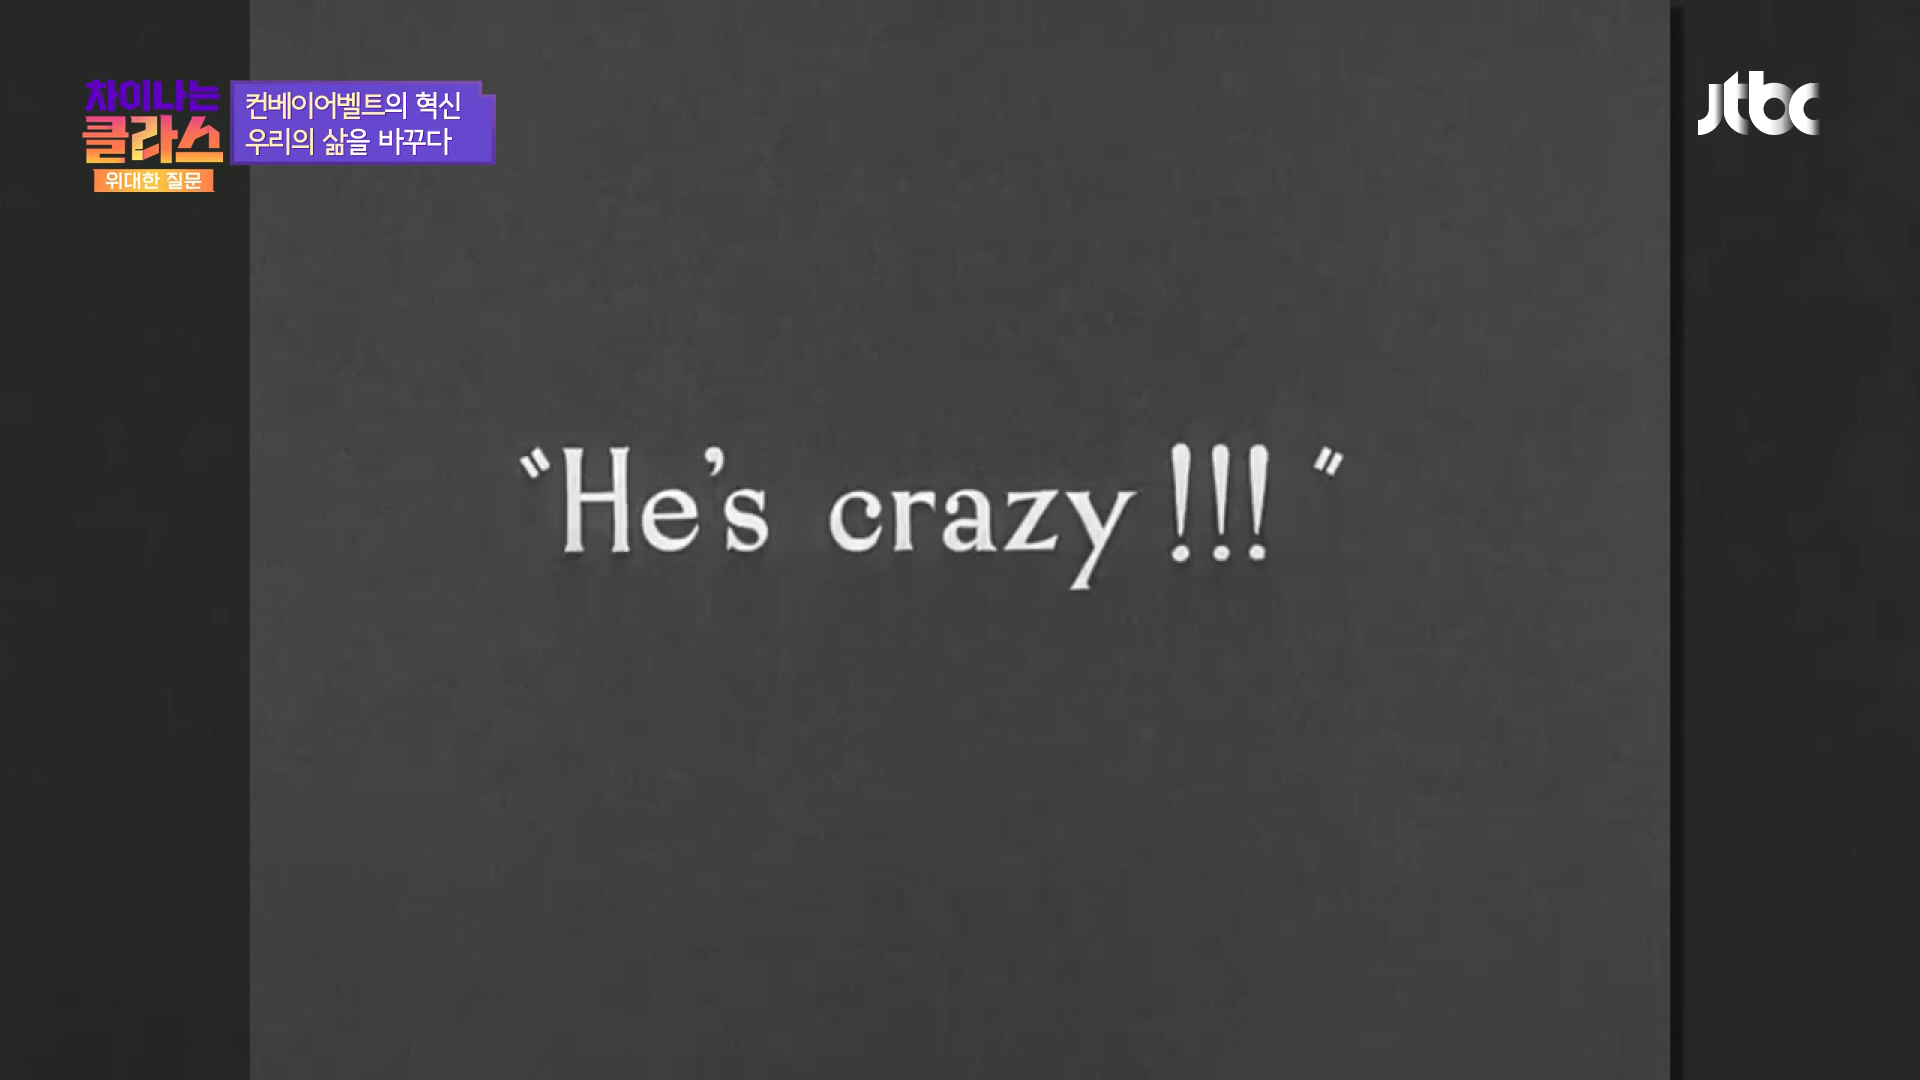 차이나는
클라스
위대한 질문
컨베이어벨트의 혁신
우리의 삶을 바꾸다
jtbc
"He's crazy!!!"